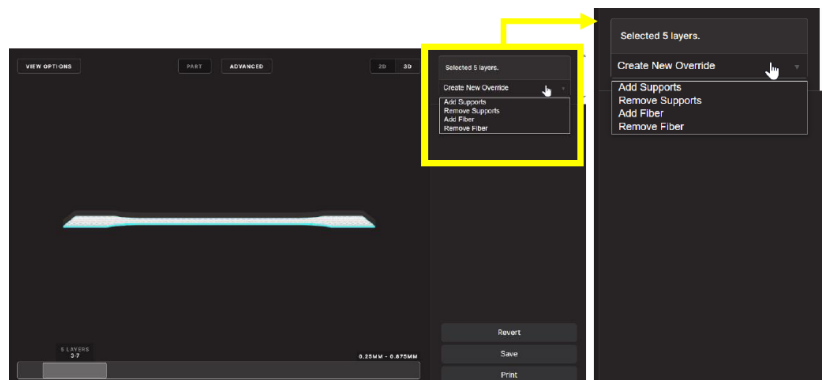 VIEW OPTIONS
PART
ADVANCED
2D
3D
Selected 5 layers.
Create New Override
Add Supports
Remove Supports
Add Fiber
Remove Fiber
5 LAYERS
3-7
0.25MM - 0.875MM
Revert
Save
Print
Selected 5 layers.
Create New Override
Add Supports
Remove Supports
Add Fiber
Remove Fiber